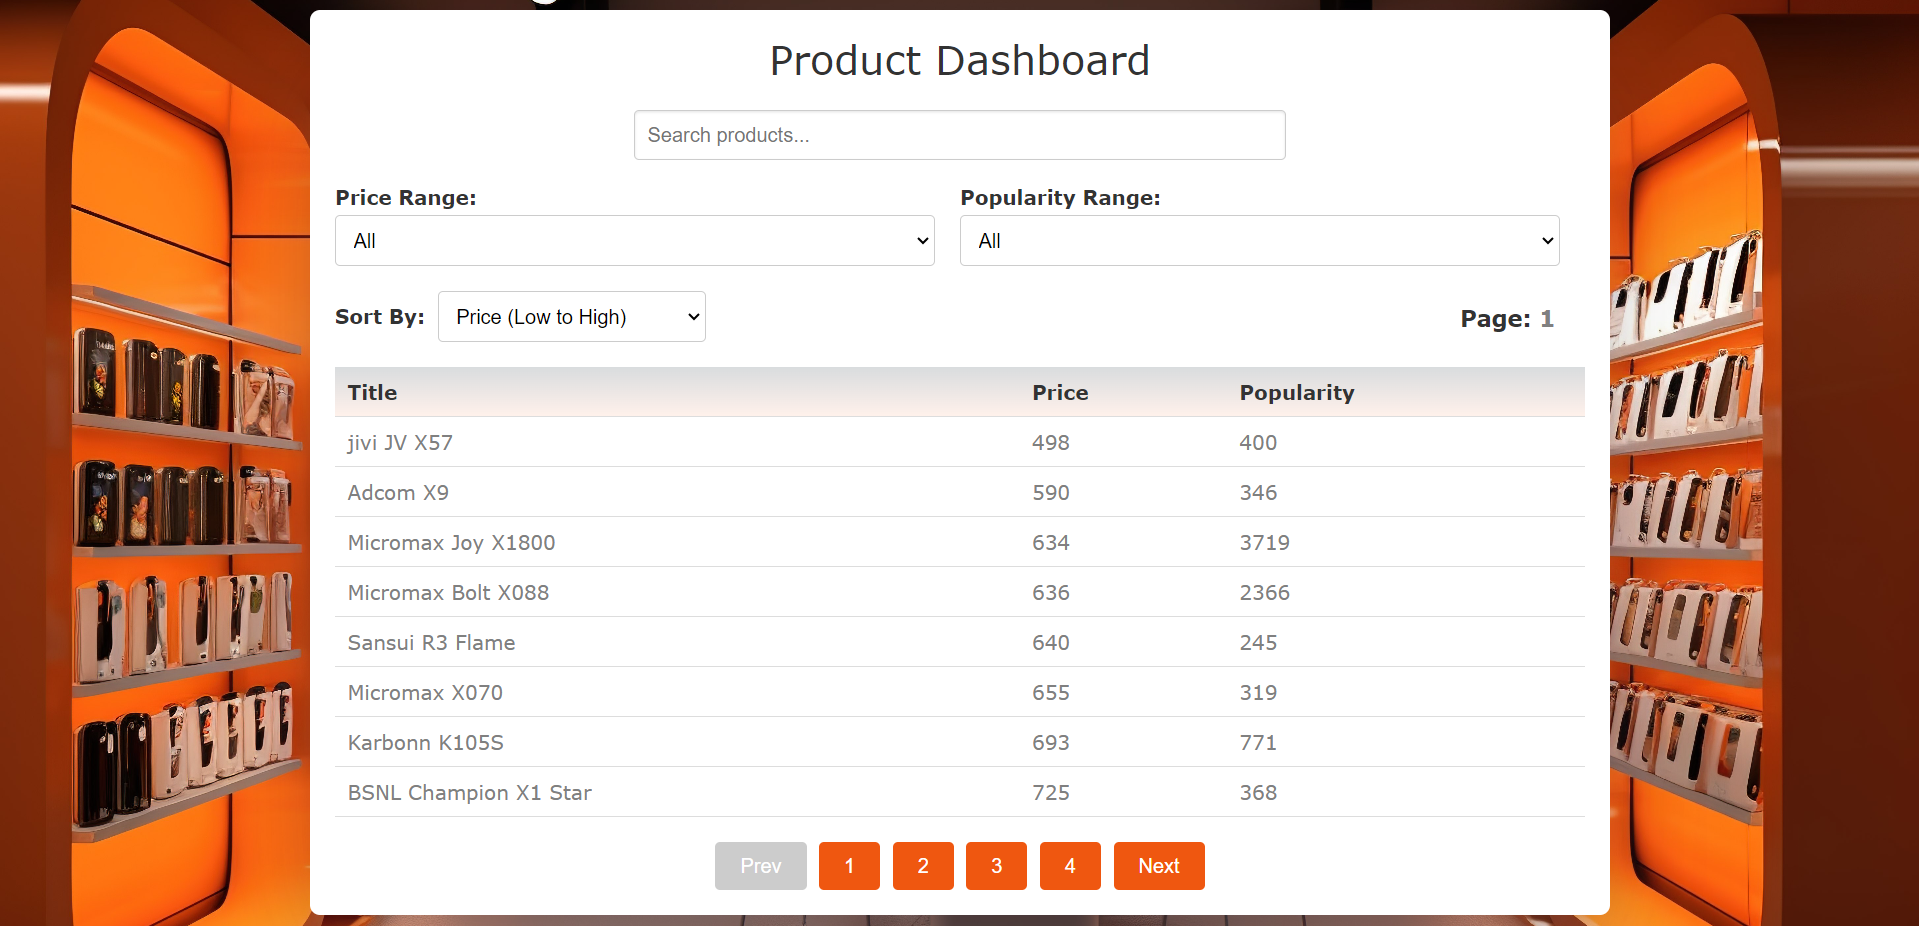 Product Dashboard
Search products...
Price Range: Popularity Range:
All All
Sort By: Price (Low to High) Page: 1
Title Price Popularity
jivi JV X57 498 400
Adcom X9 590 346
Micromax Joy X1800 634 3719
Micromax Bolt X088 636 2366
Sansui R3 Flame 640 245
Micromax X070 655 319
Karbonn K105S 693 771
BSNL Champion X1 Star 725 368
Prev 1 2 3 4 Next